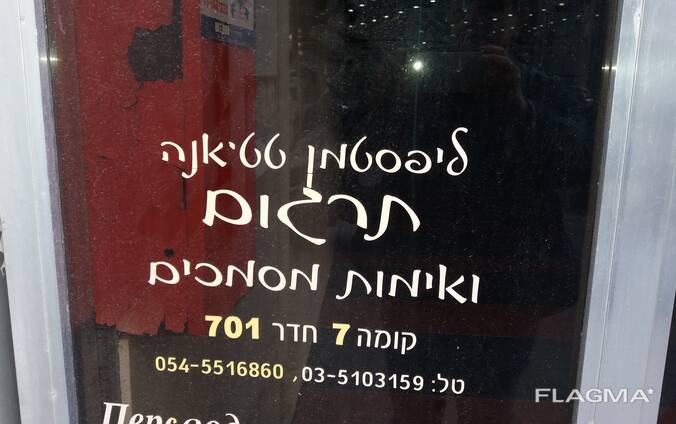 ליפסטמן טטיאנה
תרגום
ואימות מסמכים
קומה 7 חדר 701
טל: 03-5103159, 054-5516860
FLAGMA*